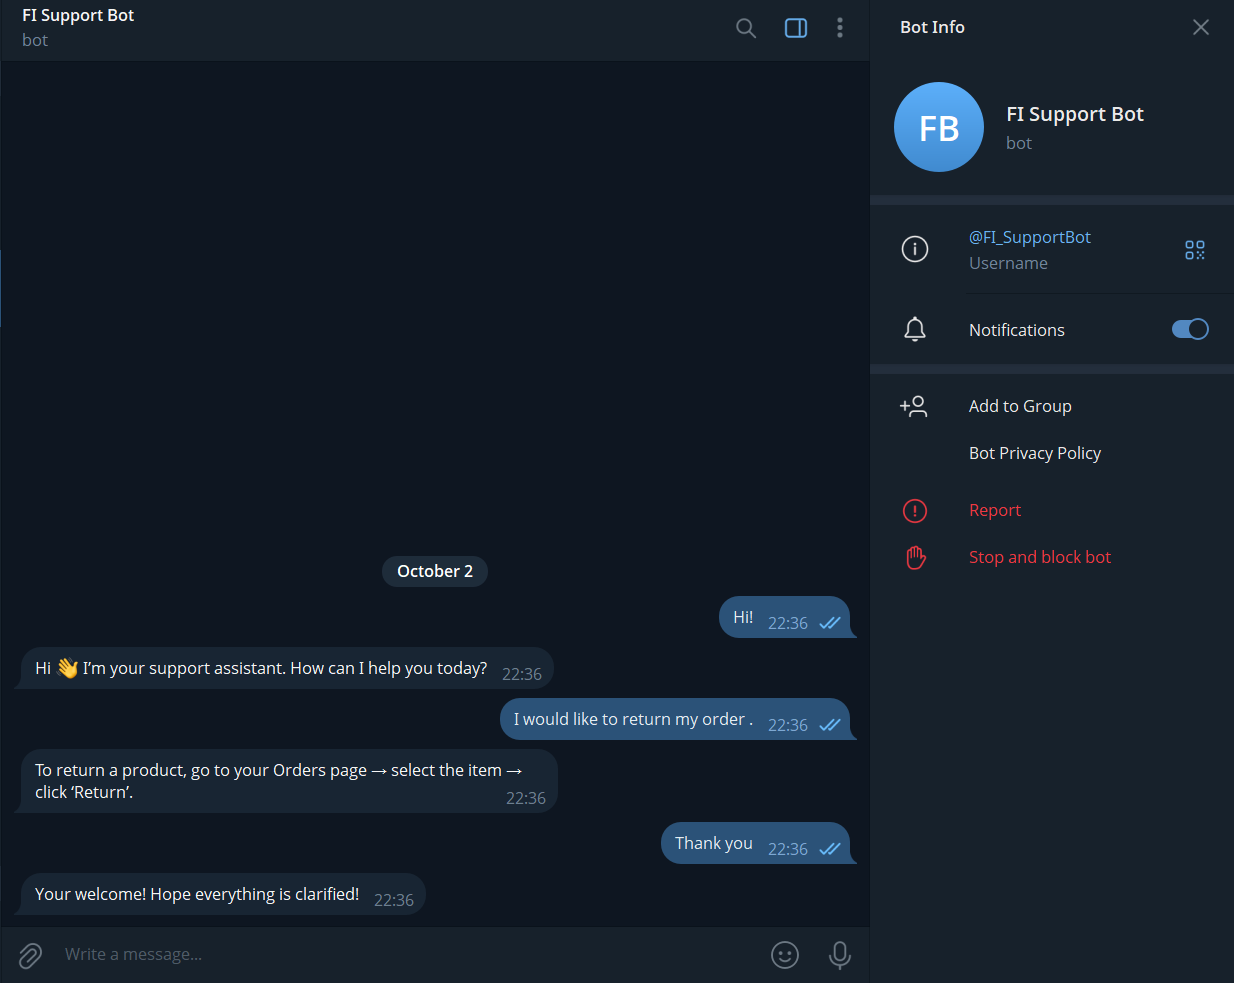 FI Support Bot
bot
Bot Info
FB
FI Support Bot
bot
@FI_SupportBot
Username
Notifications
Add to Group
Bot Privacy Policy
Report
Stop and block bot
October 2
Hi! 22:36
Hi 👋 I'm your support assistant. How can I help you today? 22:36
I would like to return my order . 22:36
To return a product, go to your Orders page → select the item →
click ‘Return’. 22:36
Thank you 22:36
Your welcome! Hope everything is clarified! 22:36
Write a message...